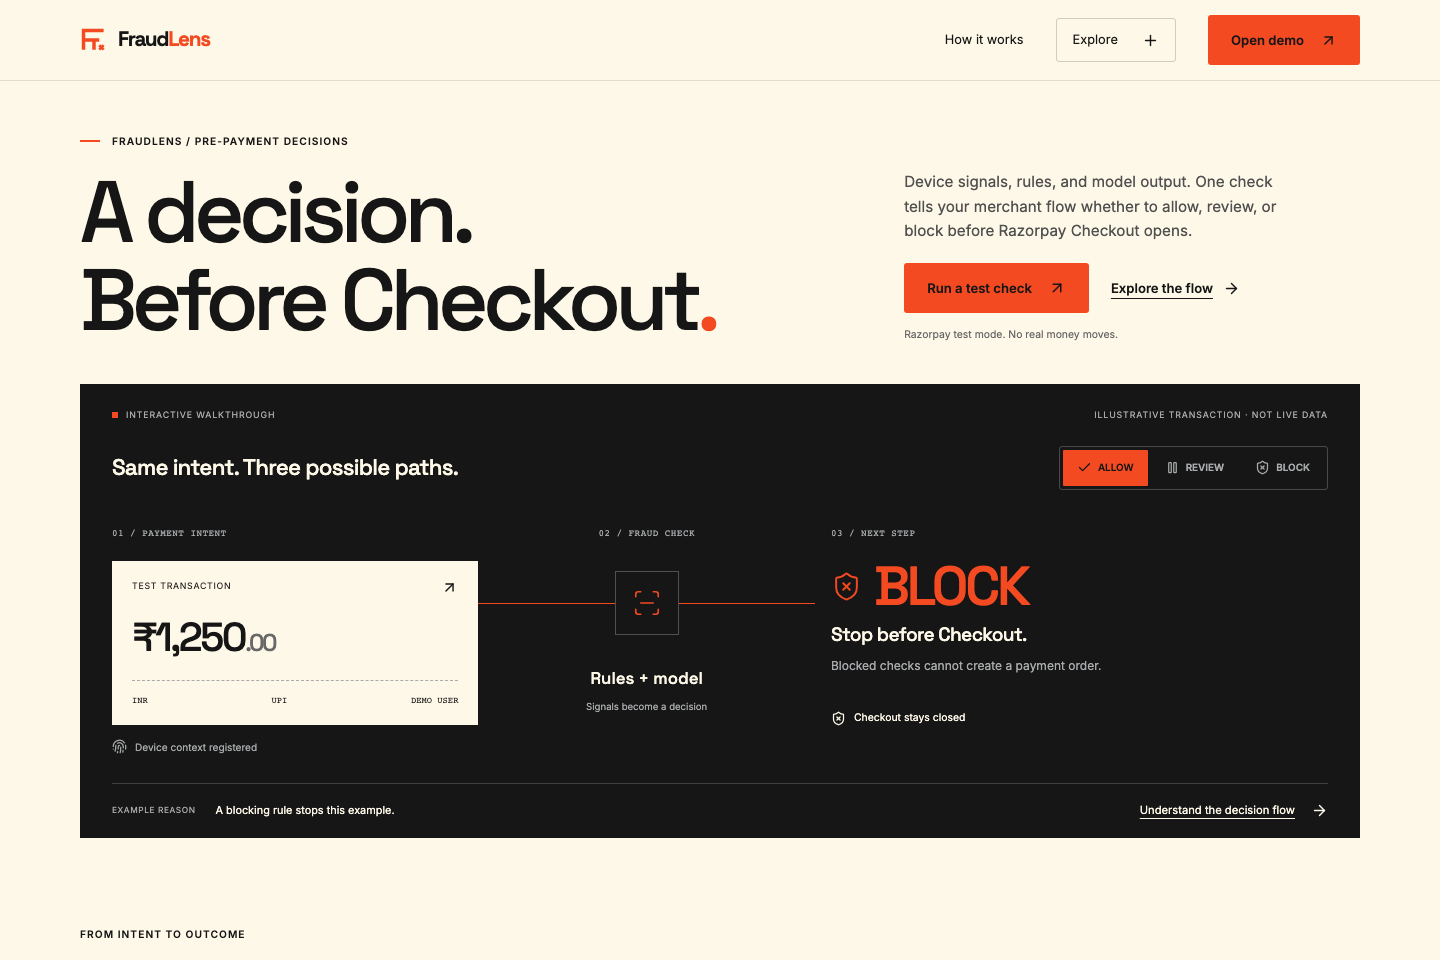 FraudLens
How it works
Explore
Open demo
FRAUDLENS / PRE-PAYMENT DECISIONS
A decision.
Before Checkout.
Device signals, rules, and model output. One check
tells your merchant flow whether to allow, review, or
block before Razorpay Checkout opens.
Run a test check
Explore the flow
Razorpay test mode. No real money moves.
INTERACTIVE WALKTHROUGH
ILLUSTRATIVE TRANSACTION · NOT LIVE DATA
Same intent. Three possible paths.
ALLOW
REVIEW
BLOCK
01 / PAYMENT INTENT
TEST TRANSACTION
₹1,250.00
INR
UPI
DEMO USER
Device context registered
02 / FRAUD CHECK
Rules + model
Signals become a decision
03 / NEXT STEP
BLOCK
Stop before Checkout.
Blocked checks cannot create a payment order.
Checkout stays closed
EXAMPLE REASON
A blocking rule stops this example.
Understand the decision flow
FROM INTENT TO OUTCOME